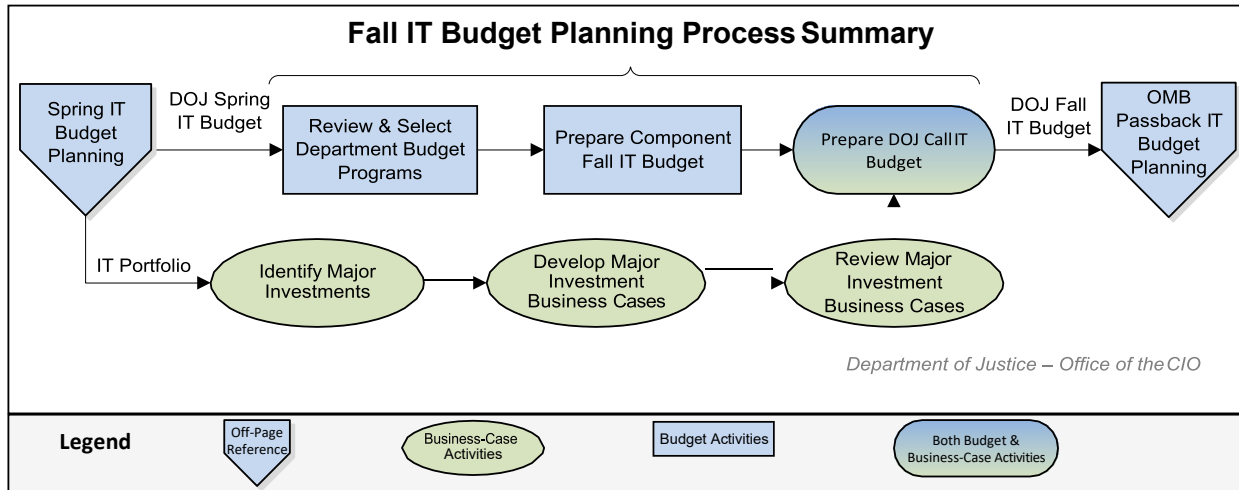 Fall IT Budget Planning Process Summary
Spring IT
Budget
Planning
DOJ Spring
IT Budget
Review & Select
Department Budget
Programs
Prepare Component
Fall IT Budget
Prepare DOJ CallIT
Budget
DOJ Fall
IT Budget
OMB
Passback IT
Budget
Planning
IT Portfolio
Identify Major
Investments
Develop Major
Investment
Business Cases
Review Major
Investment
Business Cases
Department of Justice – Office of the CIO
Legend
Off-Page
Reference
Business-Case
Activities
Budget Activities
Both Budget &
Business-Case Activities